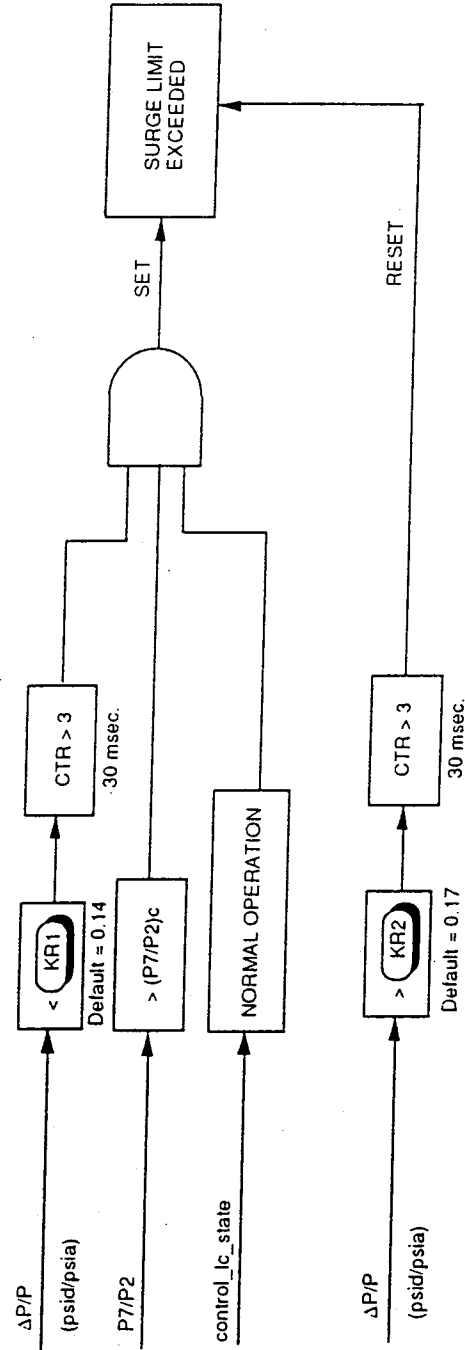 ΔP/P
(psid/psia)
< KR1
Default = 0.14
CTR > 3
30 msec.
P7/P2
> (P7/P2)c
control_lc_state
NORMAL OPERATION
SET
SURGE LIMIT
EXCEEDED
ΔP/P
(psid/psia)
> KR2
Default = 0.17
CTR > 3
30 msec.
RESET